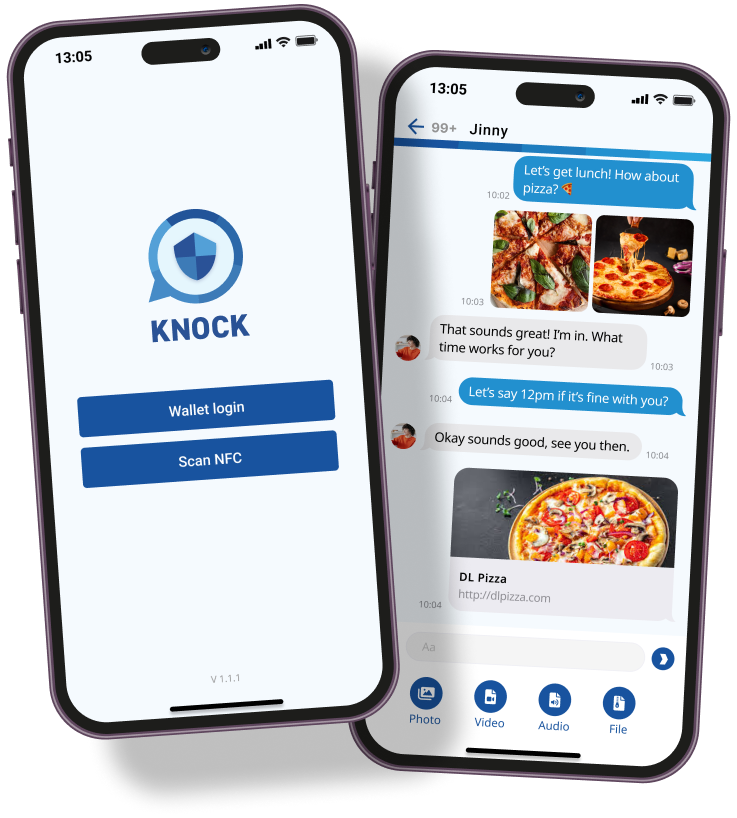 13:05
KNOCK
Wallet login
Scan NFC
V 1.1.1
13:05
99+ Jinny
Let's get lunch! How about
pizza? 🍕
10:02
10:03
That sounds great! I'm in. What
time works for you?
10:03
10:04
Let's say 12pm if it's fine with you?
Okay sounds good, see you then.
10:04
DL Pizza
http://dlpizza.com
10:04
Aa
Photo
Video
Audio
File